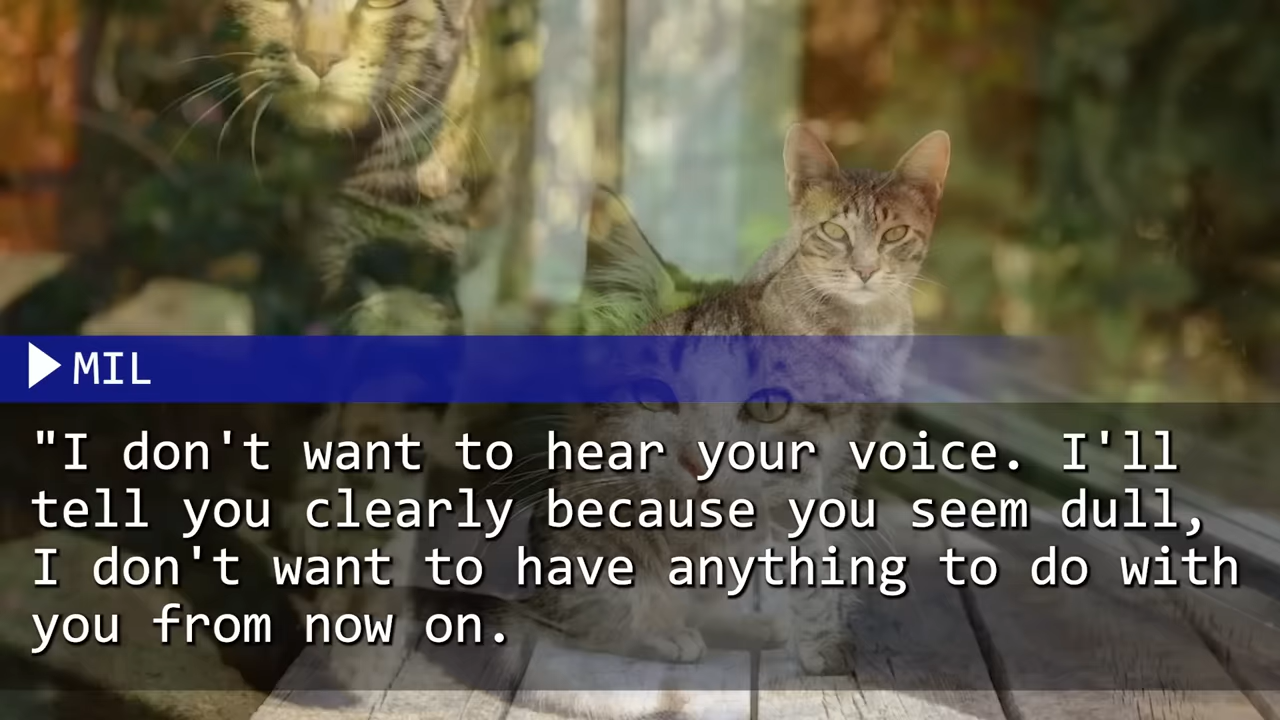 MIL
"I don't want to hear your voice. I'll
tell you clearly because you seem dull,
I don't want to have anything to do with
you from now on.